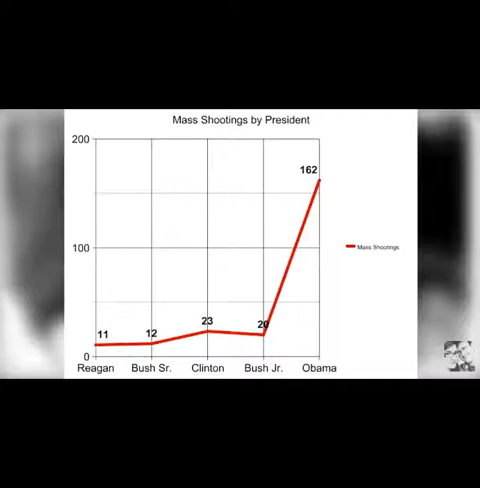 Mass Shootings by President
200
162
100
Mass Shootings
11
12
23
20
0
Reagan
Bush Sr.
Clinton
Bush Jr.
Obama